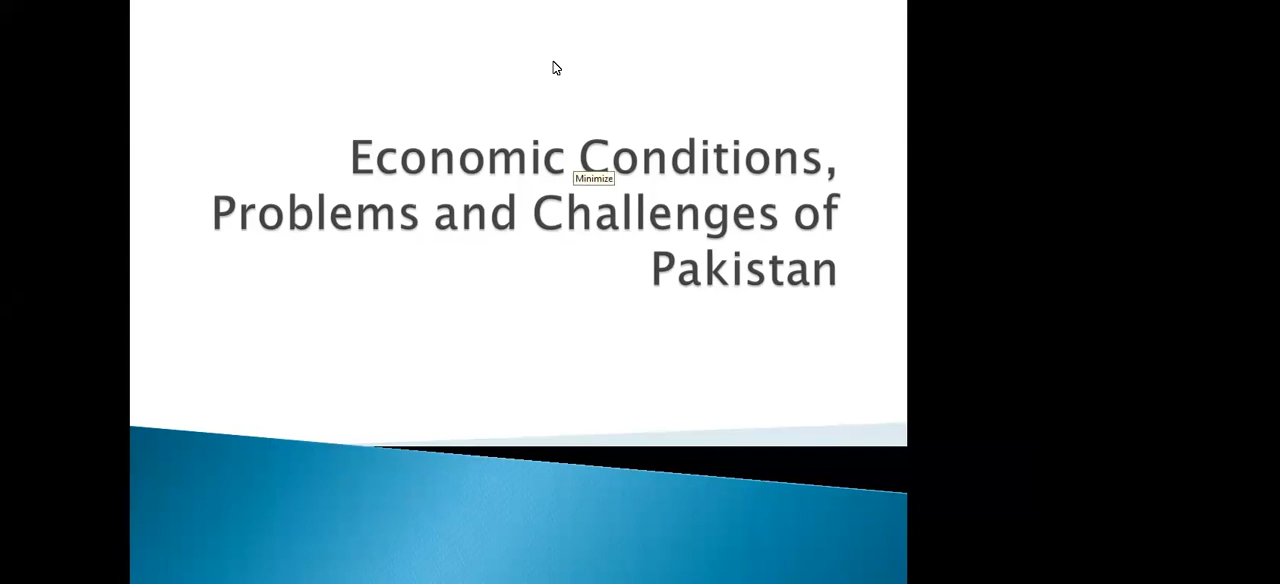 Economic Conditions,
Minimize
Problems and Challenges of
Pakistan